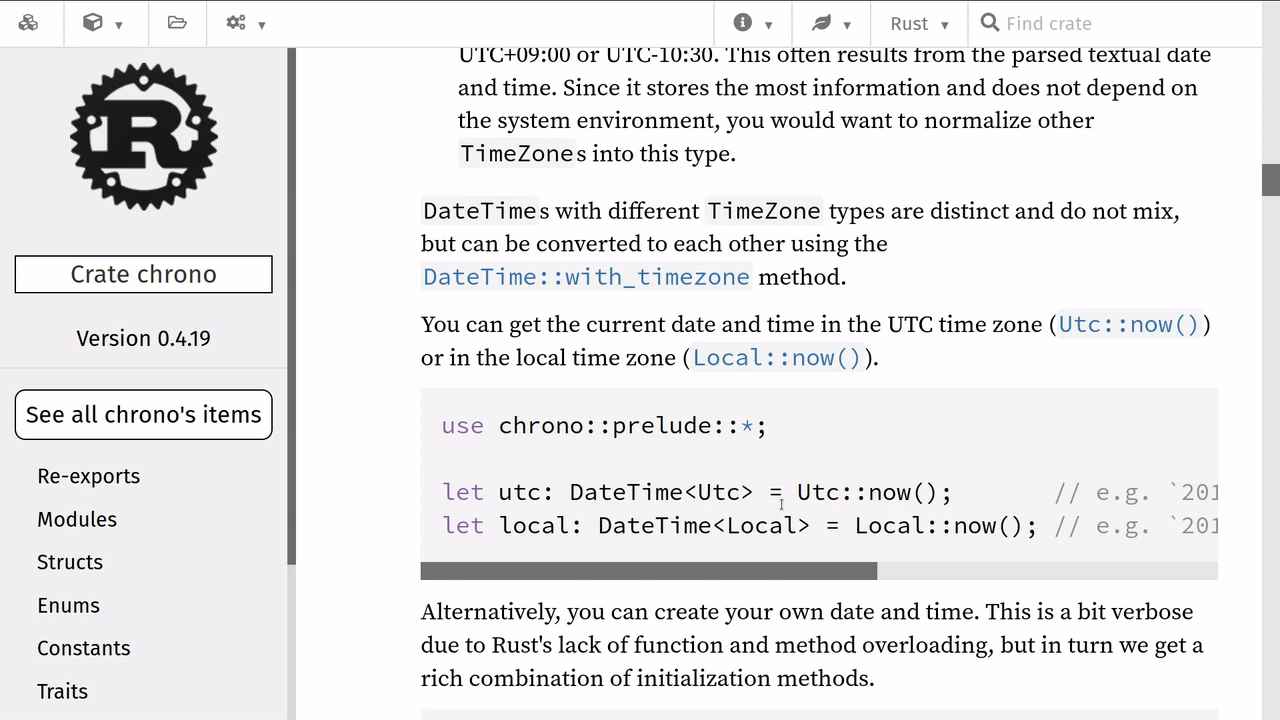 Rust
Find crate
R
Crate chrono
Version 0.4.19
See all chrono's items
Re-exports
Modules
Structs
Enums
Constants
Traits
UTC+09:00 or UTC-10:30. This often results from the parsed textual date
and time. Since it stores the most information and does not depend on
the system environment, you would want to normalize other
TimeZones into this type.
DateTimes with different TimeZone types are distinct and do not mix,
but can be converted to each other using the
DateTime::with_timezone method.
You can get the current date and time in the UTC time zone (Utc::now())
or in the local time zone (Local::now()).
use chrono::prelude::*;
let utc: DateTime<Utc> = Utc::now();       // e.g. `201
let local: DateTime<Local> = Local::now(); // e.g. `201
Alternatively, you can create your own date and time. This is a bit verbose
due to Rust's lack of function and method overloading, but in turn we get a
rich combination of initialization methods.